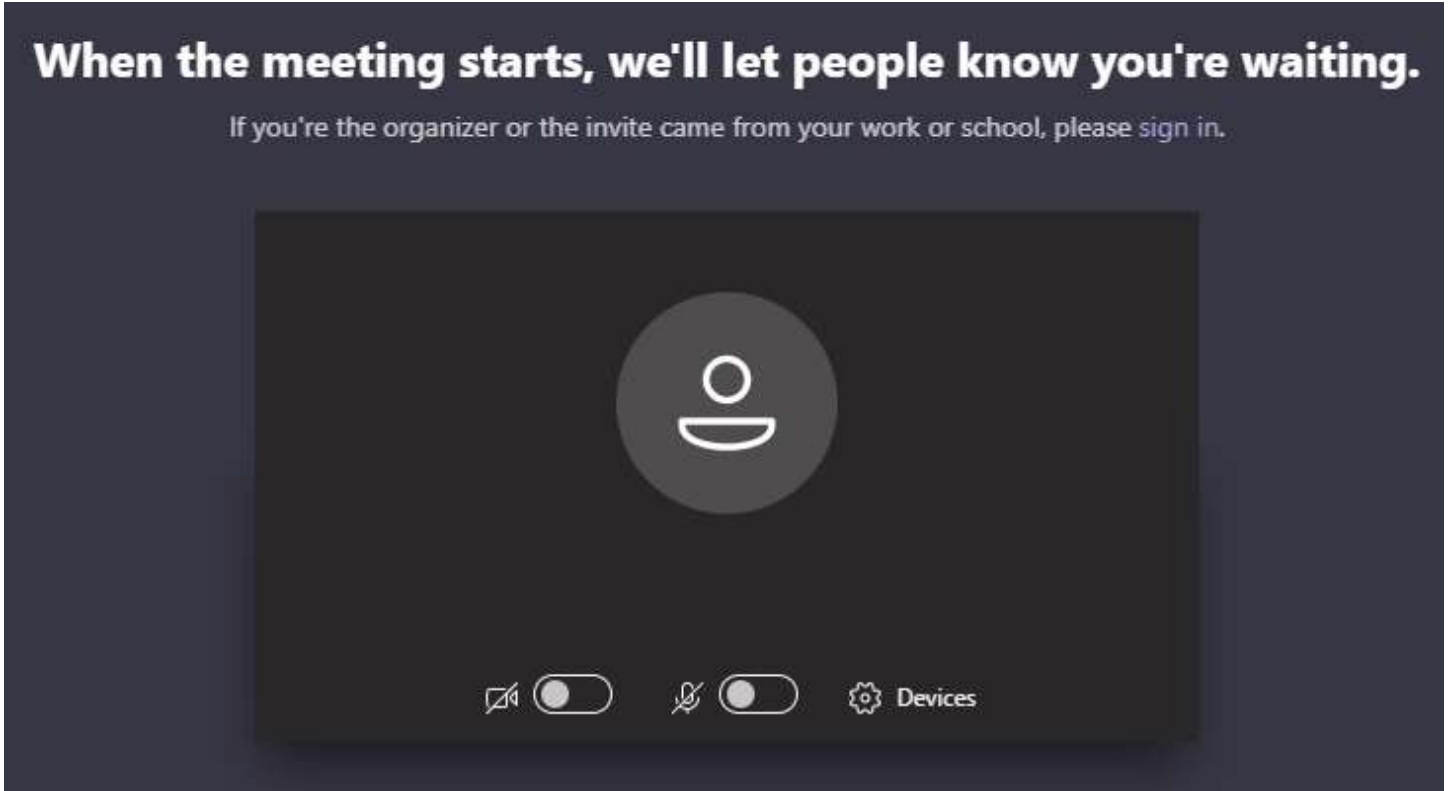 When the meeting starts, we'll let people know you're waiting.
If you're the organizer or the invite came from your work or school, please sign in.
Devices